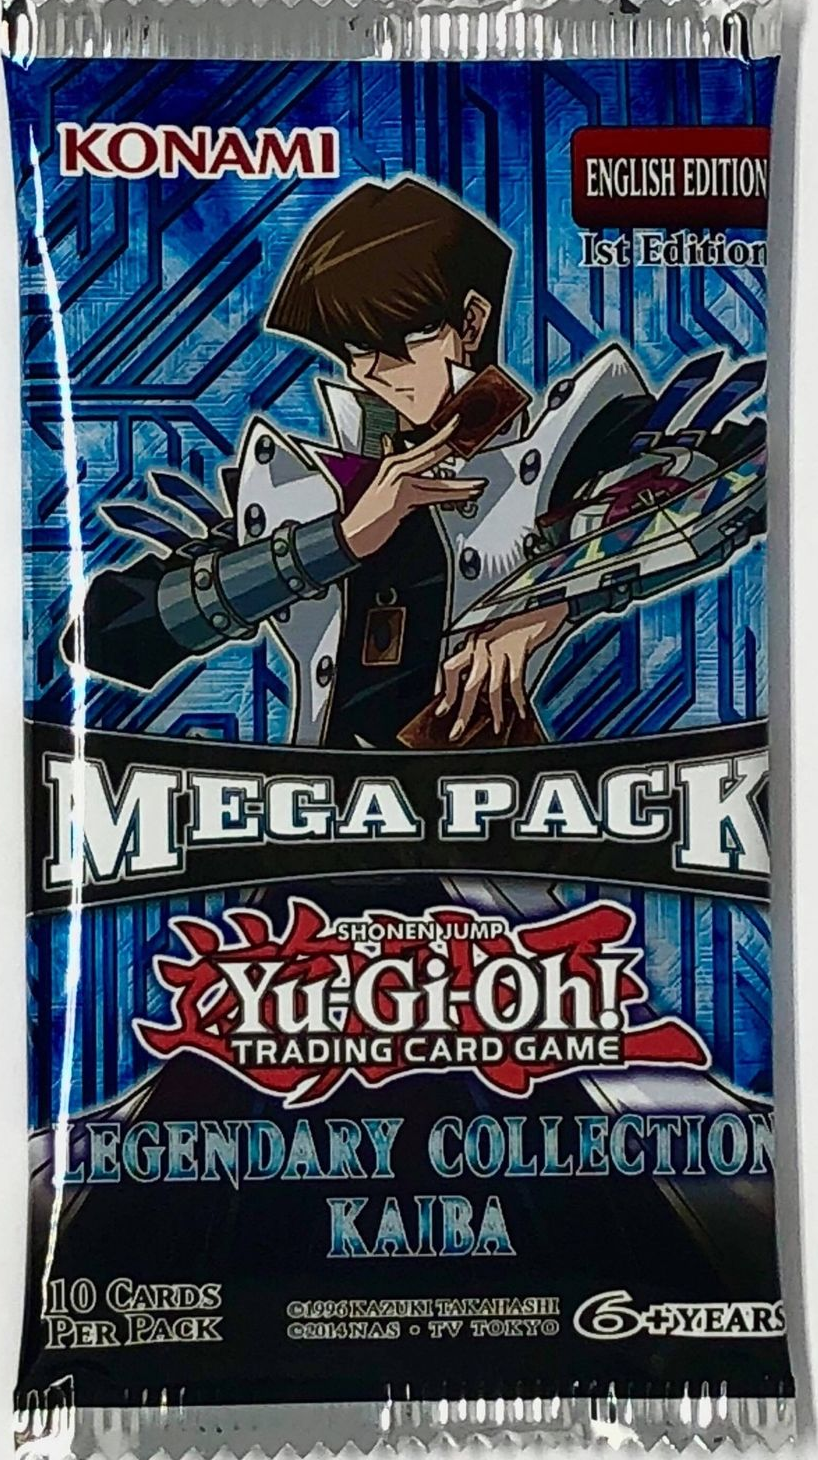 KONAMI
ENGLISH EDITION
1st Edition
MEGA PACK
SHONEN JUMP
Yu-Gi-Oh!
TRADING CARD GAME
LEGENDARY COLLECTION
KAIBA
10 CARDS
PER PACK
©1996 KAZUKI TAKAHASHI
©2014 NAS • TV TOKYO
6+YEARS